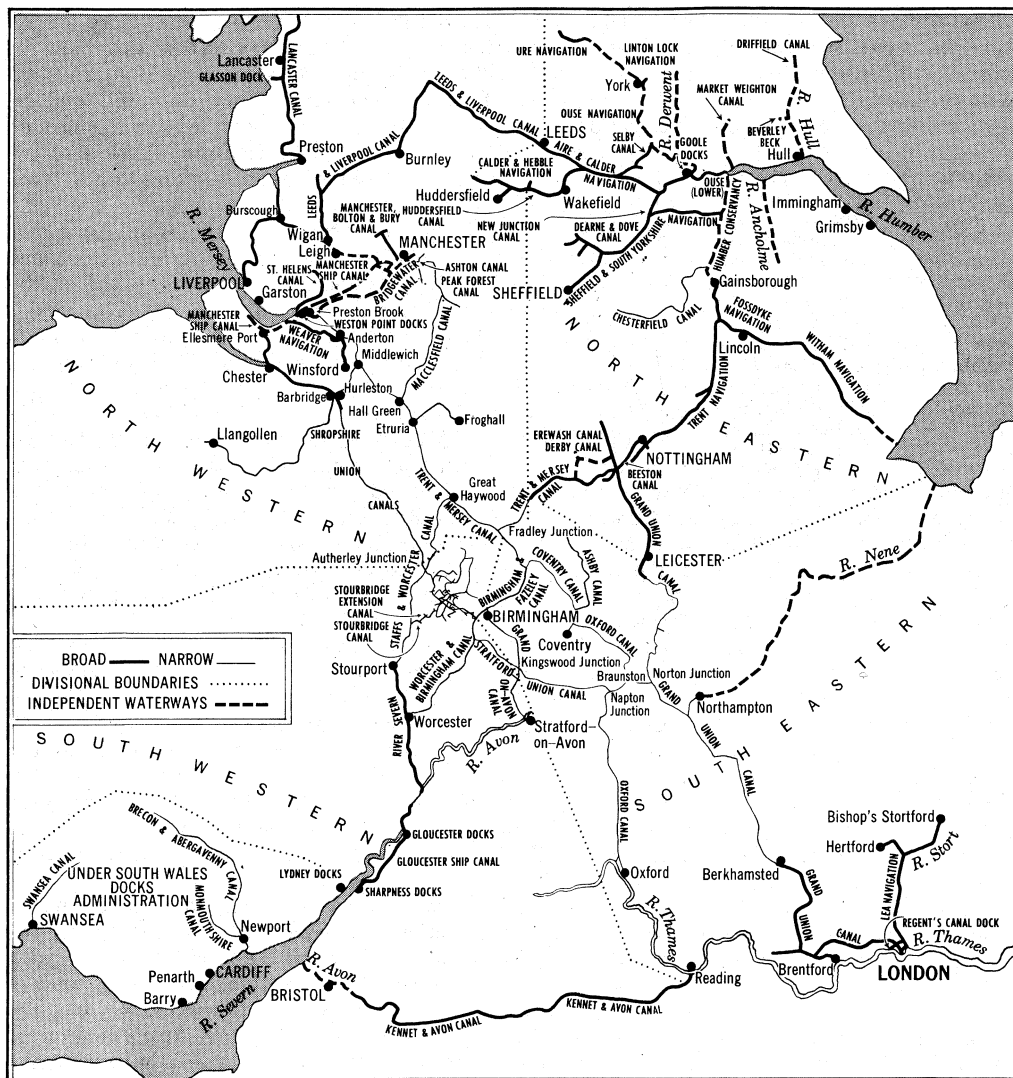 Lancaster
GLASSON DOCK
LANCASTER CANAL
Preston
LEEDS & LIVERPOOL CANAL
Burnley
LEEDS & LIVERPOOL CANAL
LEEDS
URE NAVIGATION
LINTON LOCK
NAVIGATION
York
OUSE NAVIGATION
R. Derwent
SELBY
CANAL
GOOLE
DOCKS
MARKET WEIGHTON
CANAL
DRIFFIELD CANAL
R. Hull
BEVERLEY
BECK
Hull
AIRE & CALDER
NAVIGATION
CALDER & HEBBLE
NAVIGATION
Huddersfield
Wakefield
OUSE
(LOWER)
HUMBER CONSERVANCY
R. Ancholme
Immingham
Grimsby
R. Humber
Burscough
Wigan
Leigh
MANCHESTER,
BOLTON & BURY
CANAL
HUDDERSFIELD
CANAL
NEW JUNCTION
CANAL
DEARNE & DOVE
CANAL
SHEFFIELD & SOUTH YORKSHIRE
NAVIGATION
SHEFFIELD
R. Mersey
LIVERPOOL
Garston
ST. HELENS
CANAL
MANCHESTER
SHIP CANAL
BRIDGEWATER
CANAL
MANCHESTER
ASHTON CANAL
PEAK FOREST
CANAL
MANCHESTER
SHIP CANAL
Ellesmere Port
Preston Brook
WESTON POINT DOCKS
WEAVER
NAVIGATION
Anderton
Middlewich
MACCLESFIELD CANAL
Winsford
Chester
Barbridge
Hurleston
Hall Green
Etruria
Froghall
CHESTERFIELD CANAL
Gainsborough
FOSSDYKE
NAVIGATION
Lincoln
WITHAM NAVIGATION
TRENT NAVIGATION
Llangollen
SHROPSHIRE
UNION
CANALS
EREWASH CANAL
DERBY CANAL
NOTTINGHAM
BEESTON
CANAL
NORTH WESTERN
NORTH EASTERN
Great
Haywood
TRENT & MERSEY CANAL
TRENT & MERSEY
CANAL
GRAND UNION
CANAL
LEICESTER
Fradley Junction
Autherley Junction
STAFFS & WORCESTER CANAL
STOURBRIDGE
EXTENSION
CANAL
STOURBRIDGE
CANAL
BIRMINGHAM &
FAZELEY
CANAL
COVENTRY CANAL
ASHBY CANAL
BIRMINGHAM
Coventry
OXFORD CANAL
R. Nene
Stourport
WORCESTER &
BIRMINGHAM CANAL
STRATFORD-
ON-AVON
CANAL
GRAND
UNION CANAL
Kingswood Junction
Braunston
Napton
Junction
Norton Junction
Northampton
BROAD NARROW
DIVISIONAL BOUNDARIES
INDEPENDENT WATERWAYS
RIVER SEVERN
Worcester
R. Avon
Stratford-
on-Avon
GRAND
UNION
CANAL
SOUTH WESTERN
SOUTH EASTERN
OXFORD CANAL
BRECON & ABERGAVENNY CANAL
SWANSEA CANAL
UNDER SOUTH WALES
DOCKS
ADMINISTRATION
MONMOUTHSHIRE
CANAL
SWANSEA
Newport
GLOUCESTER DOCKS
GLOUCESTER SHIP CANAL
LYDNEY DOCKS
SHARPNESS DOCKS
Oxford
R. Thames
Berkhamsted
GRAND
UNION
CANAL
Bishop's Stortford
Hertford
R. Stort
LEA NAVIGATION
REGENT'S CANAL DOCK
R. Thames
LONDON
Brentford
Reading
Penarth
CARDIFF
Barry
R. Severn
R. Avon
BRISTOL
KENNET & AVON CANAL
KENNET & AVON CANAL